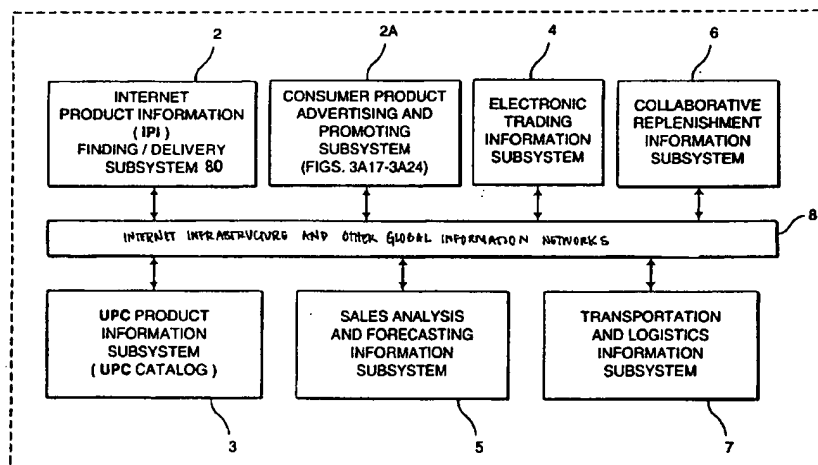 2
2A
4
6
INTERNET
PRODUCT INFORMATION
( IPI )
FINDING / DELIVERY
SUBSYSTEM 80
CONSUMER PRODUCT
ADVERTISING AND
PROMOTING
SUBSYSTEM
(FIGS. 3A17-3A24)
ELECTRONIC
TRADING
INFORMATION
SUBSYSTEM
COLLABORATIVE
REPLENISHMENT
INFORMATION
SUBSYSTEM
INTERNET INFRASTRUCTURE AND OTHER GLOBAL INFORMATION NETWORKS
8
UPC PRODUCT
INFORMATION
SUBSYSTEM
( UPC CATALOG )
SALES ANALYSIS
AND FORECASTING
INFORMATION
SUBSYSTEM
TRANSPORTATION
AND LOGISTICS
INFORMATION
SUBSYSTEM
3
5
7